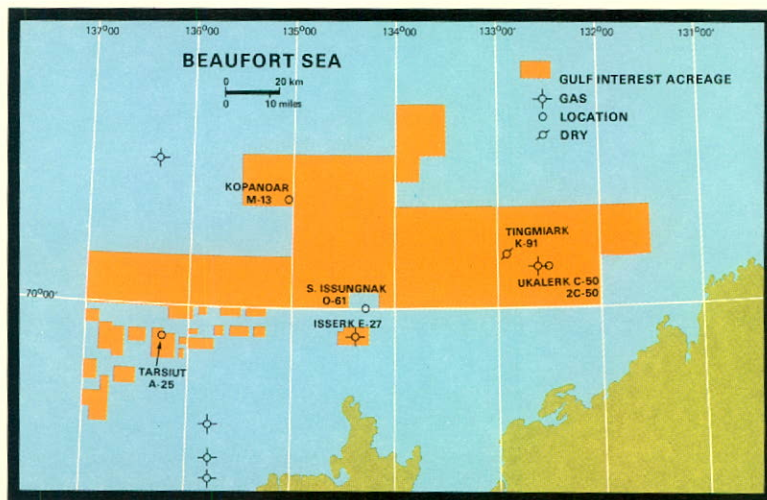 137°00' 136°00' 135°00' 134°00' 133°00' 132°00' 131°00'
BEAUFORT SEA
0 20 km
0 10 miles
GULF INTEREST ACREAGE
GAS
LOCATION
DRY
KOPANOAR
M-13
TINGMIARK
K-91
UKALERK C-50
2C-50
S. ISSUNGNAK
O-61
70°00'
ISSERK E-27
TARSIUT
A-25